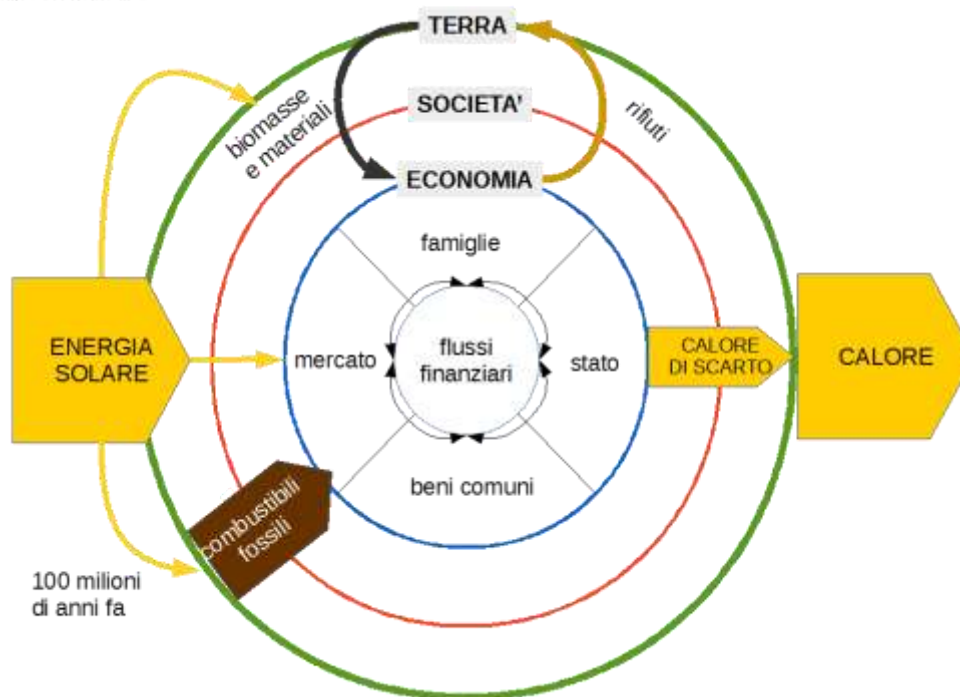 TERRA
SOCIETA'
ECONOMIA
biomasse
e materiali
rifiuti
famiglie
ENERGIA
SOLARE
mercato
flussi
finanziari
stato
CALORE
DI SCARTO
CALORE
beni comuni
combustibili
fossili
100 milioni
di anni fa